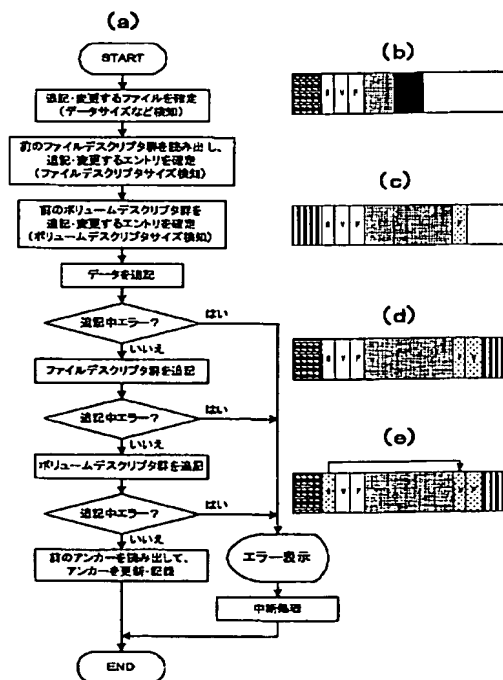 (a)
START
追記・変更するファイルを確定
(データサイズなど検知)
前のファイルデスクリプタ群を読み出し、
追記・変更するエントリを確定
(ファイルデスクリプタサイズ検知)
前のボリュームデスクリプタ群を
追記・変更するエントリを確定
(ボリュームデスクリプタサイズ検知)
データを追記
追記中エラー?
はい
いいえ
ファイルデスクリプタ群を追記
追記中エラー?
はい
いいえ
ボリュームデスクリプタ群を追記
追記中エラー?
はい
いいえ
前のアンカーを読み出して、
アンカーを更新・記録
エラー表示
中断処理
END
(b)
V F
(c)
V F
F
(d)
V F
F V
(e)
V F